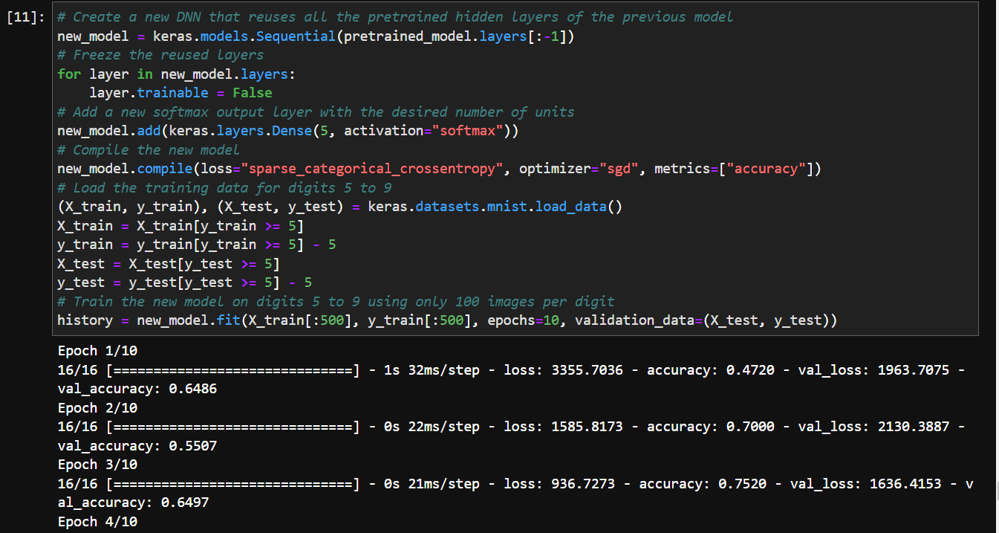 [11]: # Create a new DNN that reuses all the pretrained hidden layers of the previous model
new_model = keras.models.Sequential(pretrained_model.layers[:-1])
# Freeze the reused layers
for layer in new_model.layers:
    layer.trainable = False
# Add a new softmax output layer with the desired number of units
new_model.add(keras.layers.Dense(5, activation="softmax"))
# Compile the new model
new_model.compile(loss="sparse_categorical_crossentropy", optimizer="sgd", metrics=["accuracy"])
# Load the training data for digits 5 to 9
(X_train, y_train), (X_test, y_test) = keras.datasets.mnist.load_data()
X_train = X_train[y_train >= 5]
y_train = y_train[y_train >= 5] - 5
X_test = X_test[y_test >= 5]
y_test = y_test[y_test >= 5] - 5
# Train the new model on digits 5 to 9 using only 100 images per digit
history = new_model.fit(X_train[:500], y_train[:500], epochs=10, validation_data=(X_test, y_test))
Epoch 1/10
16/16 [==============================] - 1s 32ms/step - loss: 3355.7036 - accuracy: 0.4720 - val_loss: 1963.7075 -
val_accuracy: 0.6486
Epoch 2/10
16/16 [==============================] - 0s 22ms/step - loss: 1585.8173 - accuracy: 0.7000 - val_loss: 2130.3887 -
val_accuracy: 0.5507
Epoch 3/10
16/16 [==============================] - 0s 21ms/step - loss: 936.7273 - accuracy: 0.7520 - val_loss: 1636.4153 - v
al_accuracy: 0.6497
Epoch 4/10